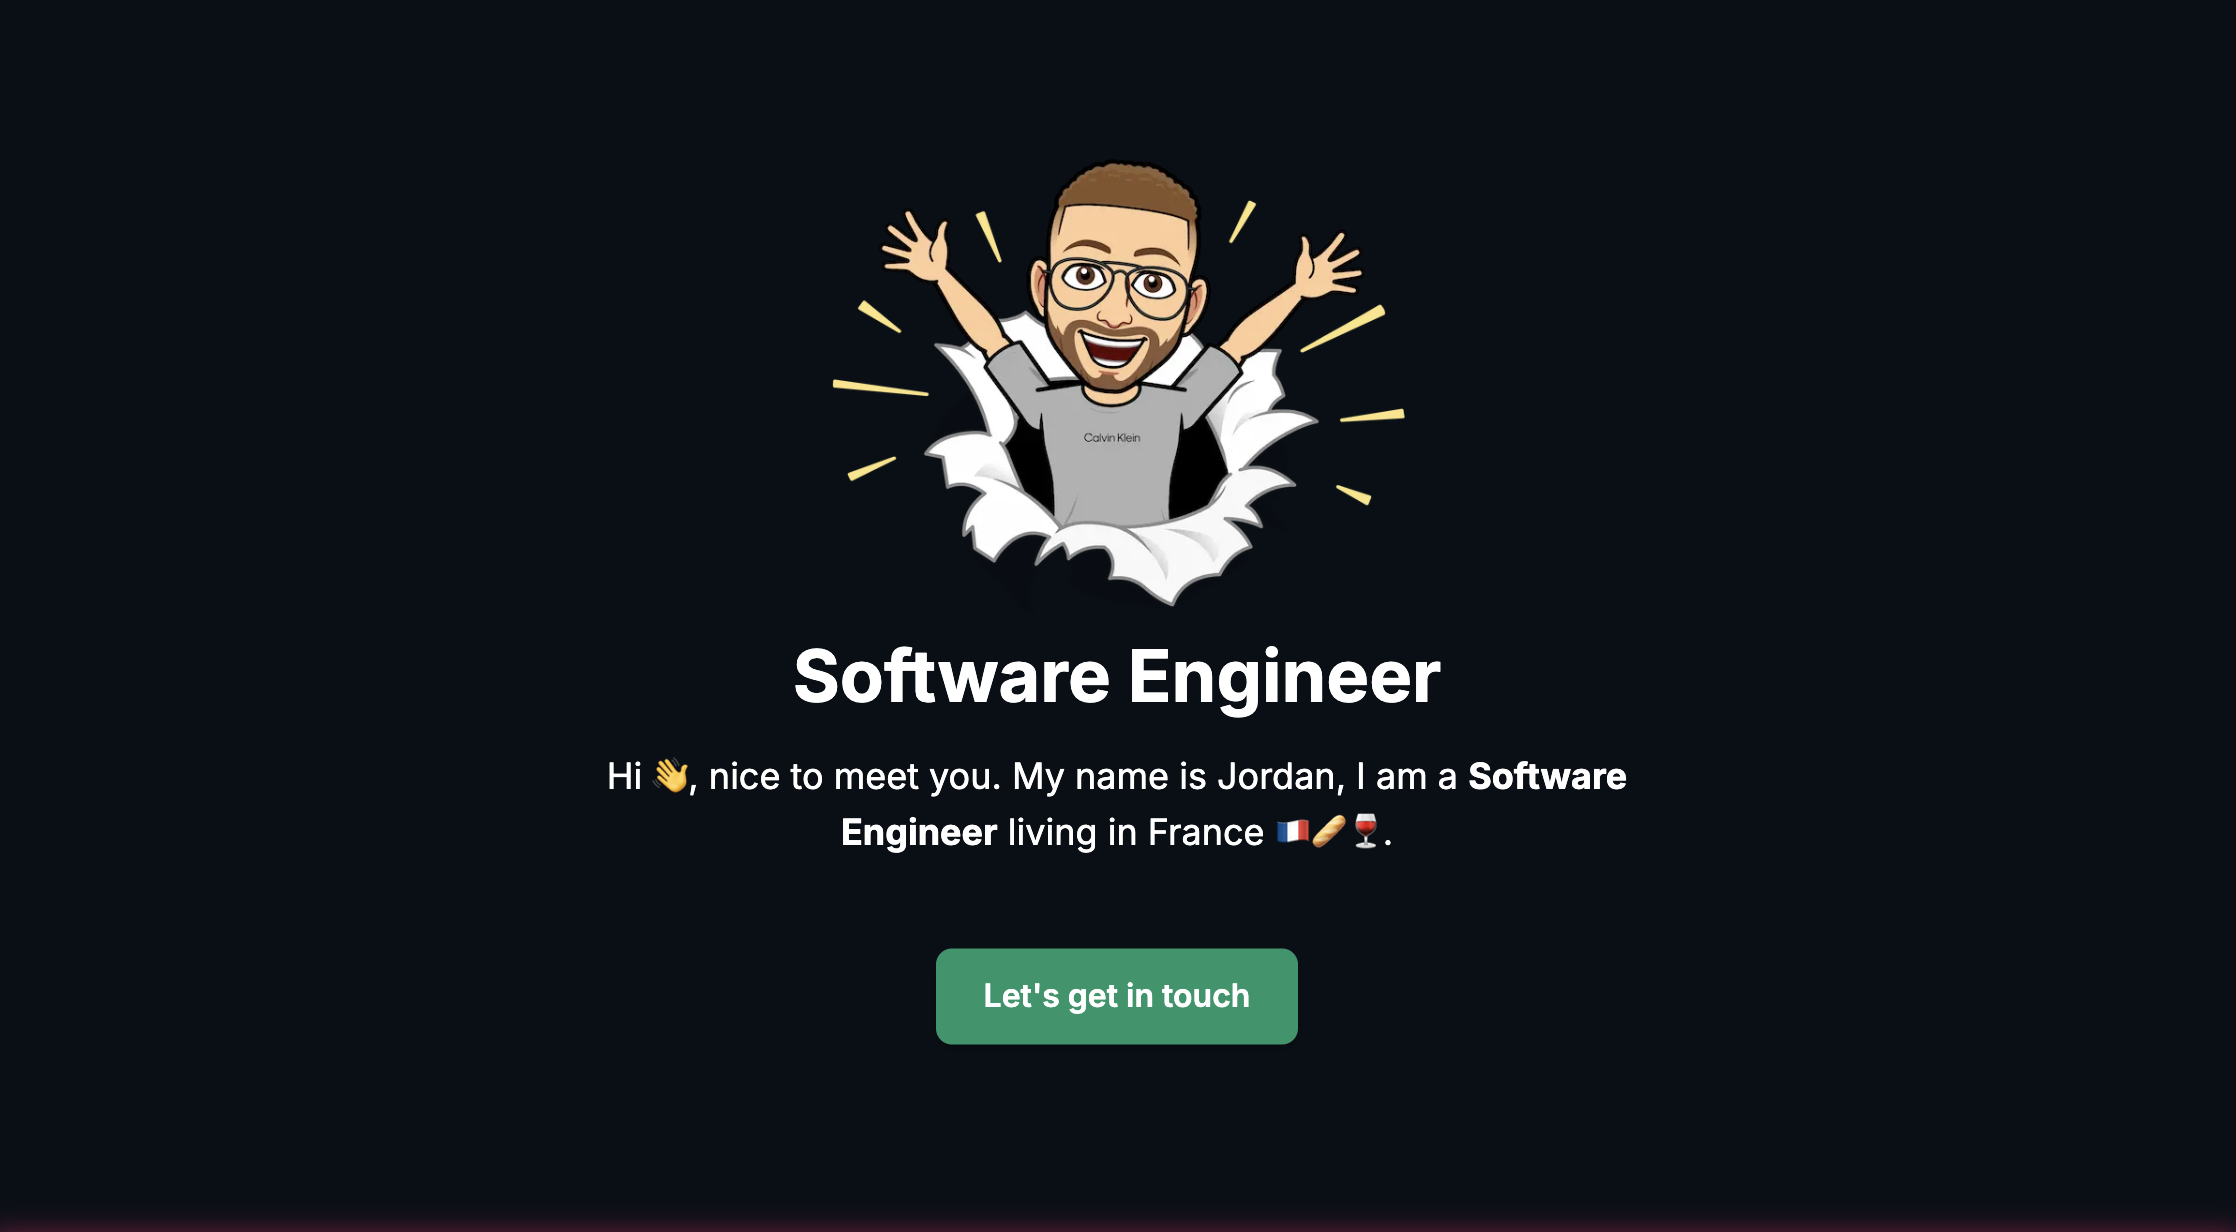 Calvin Klein
Software Engineer
Hi 👋, nice to meet you. My name is Jordan, I am a Software
Engineer living in France 🇫🇷🥖🍷.
Let's get in touch